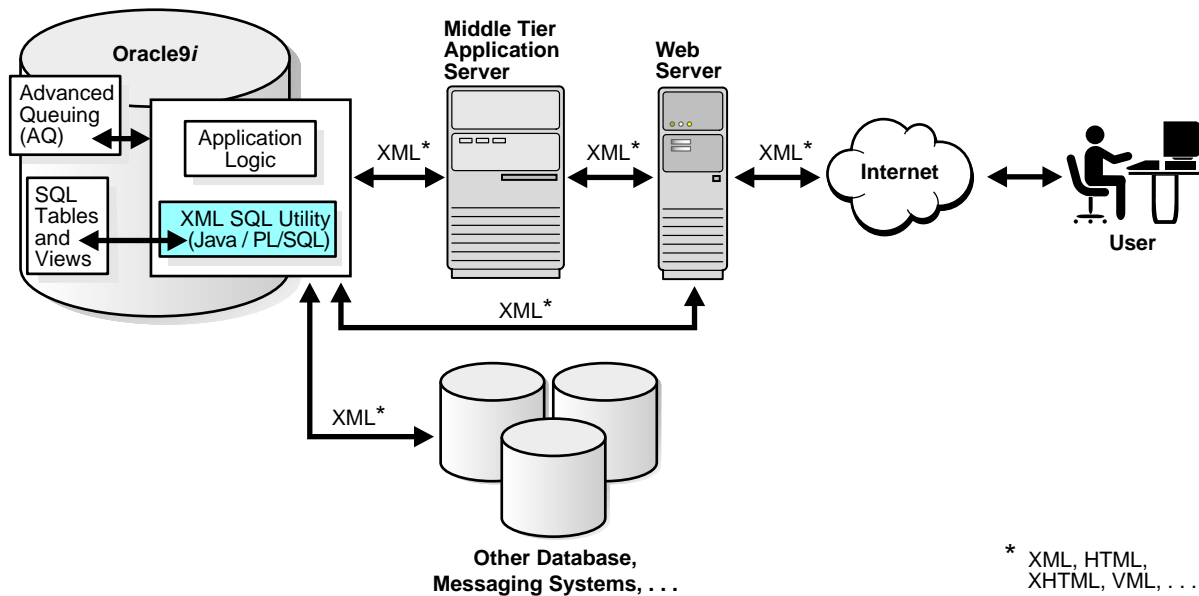 Oracle9i
Advanced
Queuing
(AQ)
Application
Logic
SQL
Tables
and
Views
XML SQL Utility
(Java / PL/SQL)
XML*
Middle Tier
Application
Server
XML*
Web
Server
XML*
Internet
User
XML*
XML*
Other Database,
Messaging Systems, . . .
* XML, HTML,
XHTML, VML, . . .